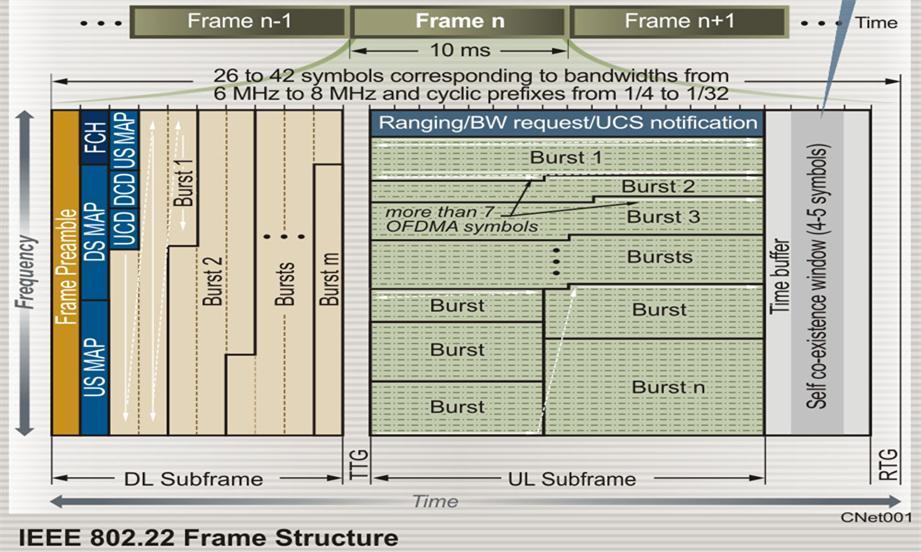 Frame n-1
Frame n
Frame n+1
Time
10 ms
26 to 42 symbols corresponding to bandwidths from
6 MHz to 8 MHz and cyclic prefixes from 1/4 to 1/32
Frequency
Frame Preamble
FCH
DS MAP
US MAP
US MAP
DCD
UCD
Burst 1
Burst 2
Bursts
Burst m
TTG
Ranging/BW request/UCS notification
Burst 1
Burst 2
more than 7
OFDMA symbols
Burst 3
Bursts
Burst
Burst
Burst
Burst
Burst n
Time buffer
Self co-existence window (4-5 symbols)
RTG
DL Subframe
UL Subframe
Time
CNet001
IEEE 802.22 Frame Structure